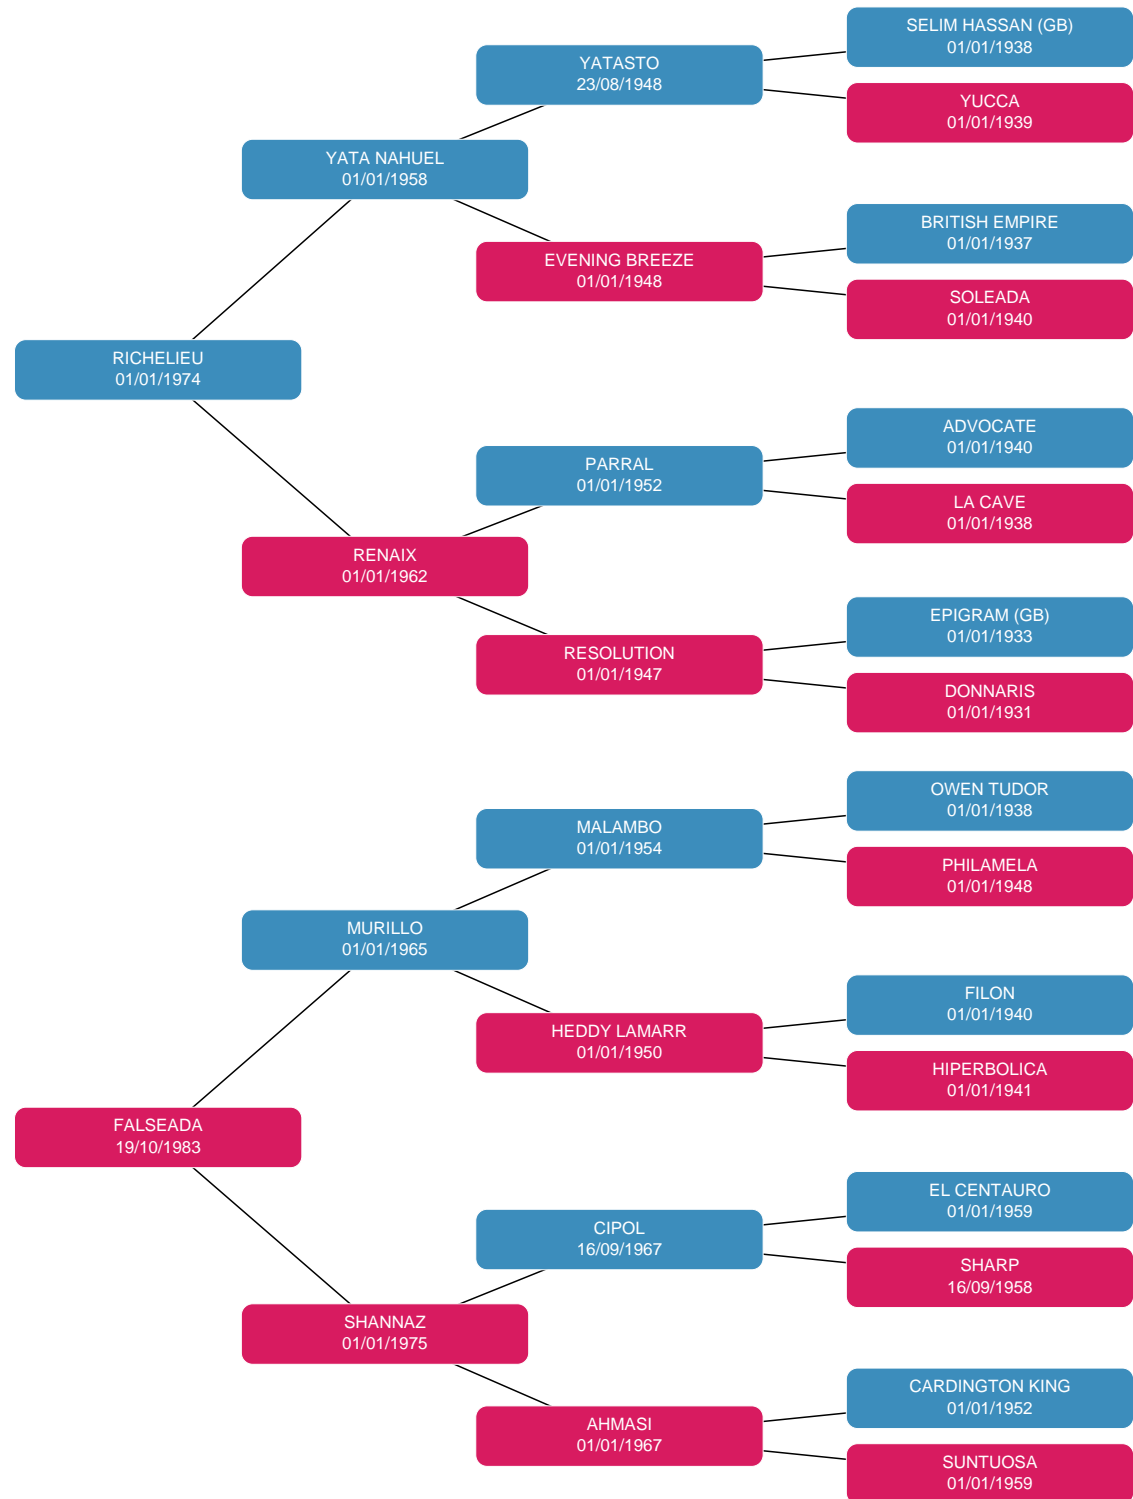 SELIM HASSAN (GB)
01/01/1938
YATASTO
23/08/1948
YUCCA
01/01/1939
YATA NAHUEL
01/01/1958
BRITISH EMPIRE
01/01/1937
EVENING BREEZE
01/01/1948
SOLEADA
01/01/1940
RICHELIEU
01/01/1974
ADVOCATE
01/01/1940
PARRAL
01/01/1952
LA CAVE
01/01/1938
RENAIX
01/01/1962
EPIGRAM (GB)
01/01/1933
RESOLUTION
01/01/1947
DONNARIS
01/01/1931
OWEN TUDOR
01/01/1938
MALAMBO
01/01/1954
PHILAMELA
01/01/1948
MURILLO
01/01/1965
FILON
01/01/1940
HEDDY LAMARR
01/01/1950
HIPERBOLICA
01/01/1941
FALSEADA
19/10/1983
EL CENTAURO
01/01/1959
CIPOL
16/09/1967
SHARP
16/09/1958
SHANNAZ
01/01/1975
CARDINGTON KING
01/01/1952
AHMASI
01/01/1967
SUNTUOSA
01/01/1959